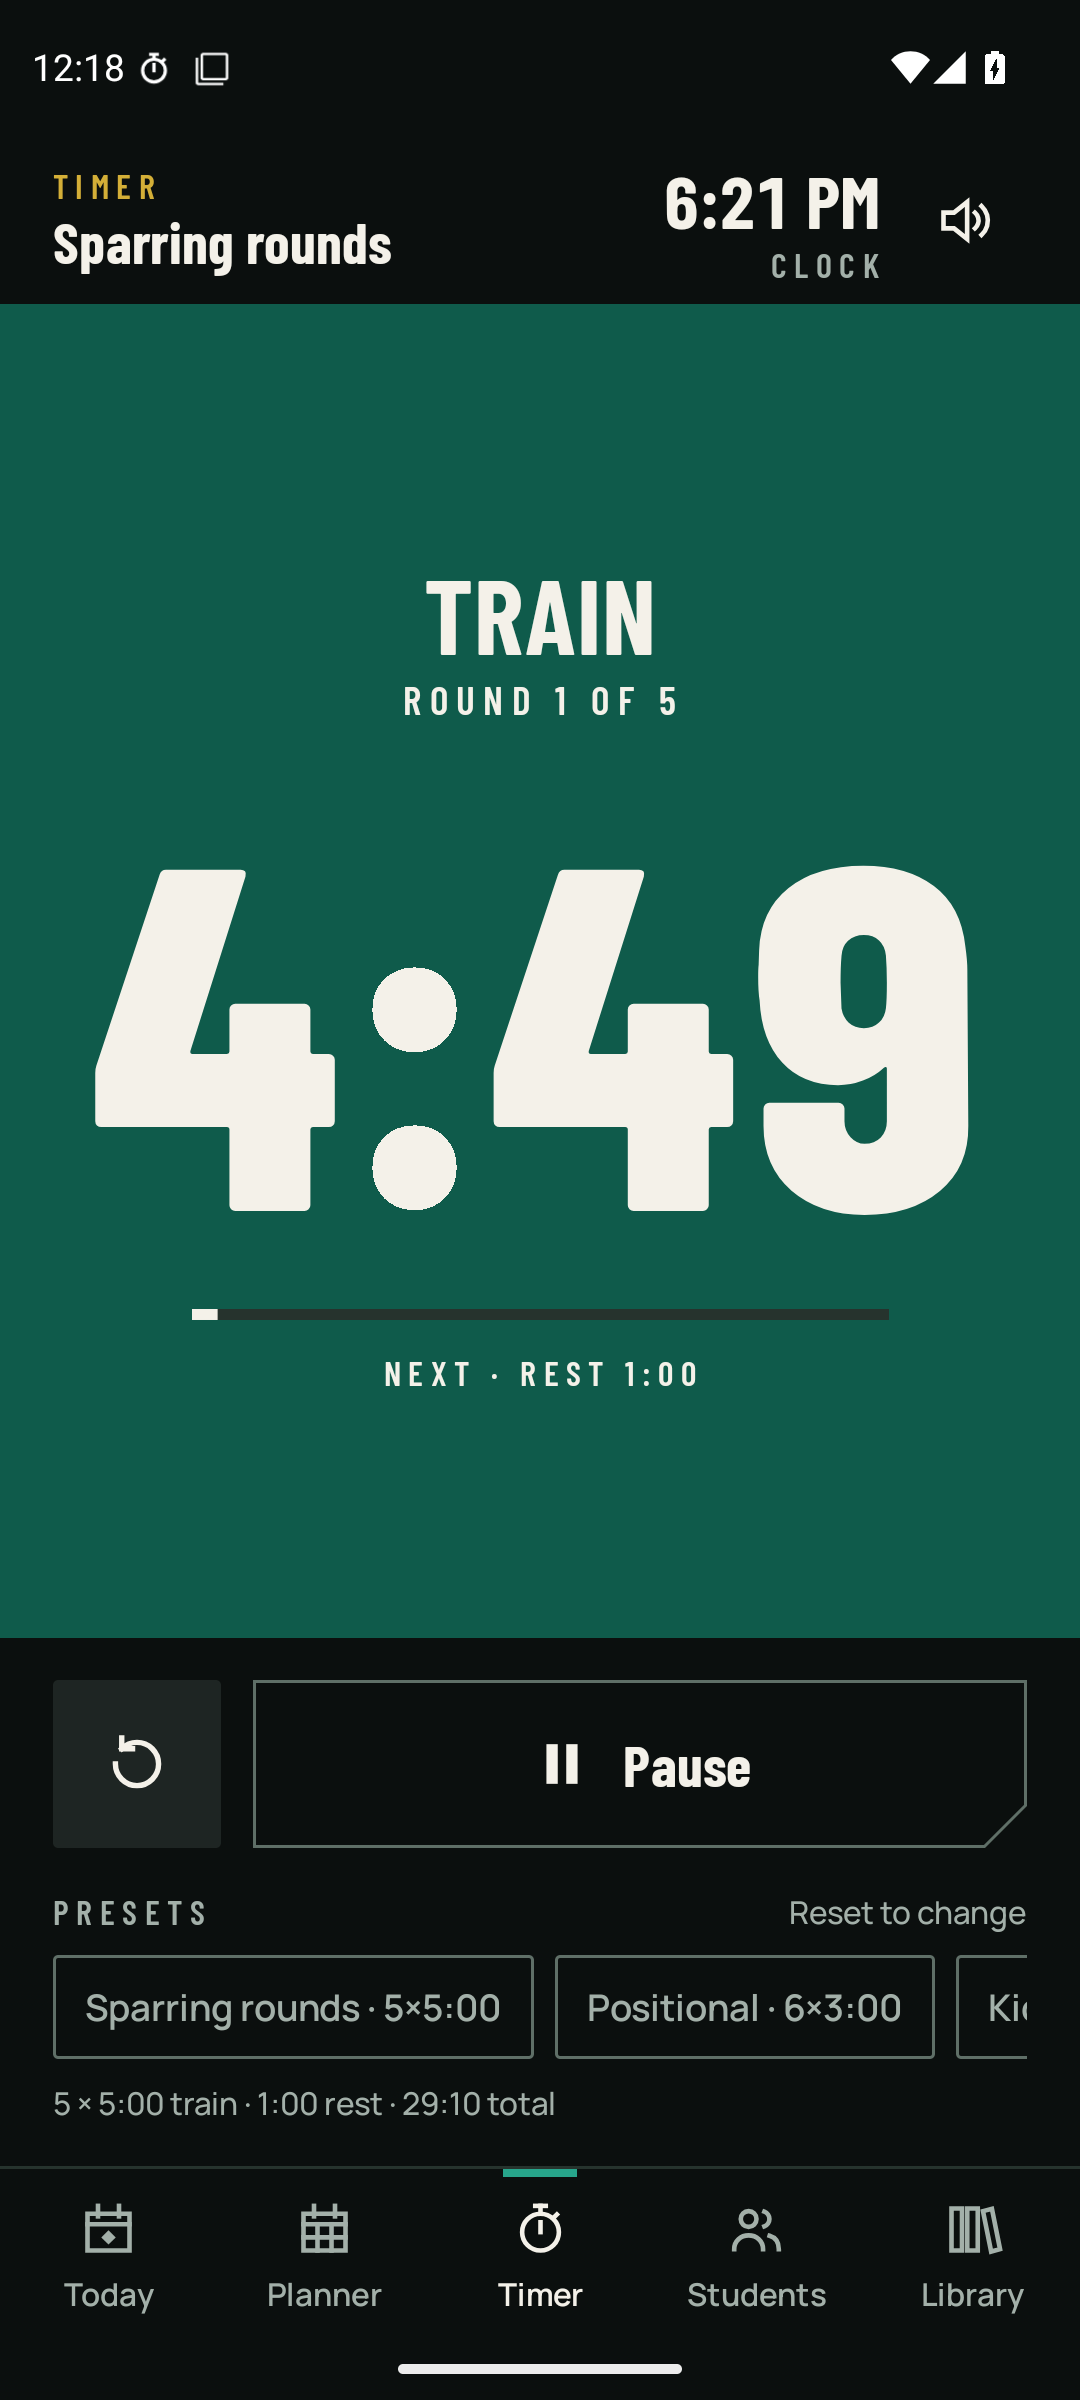 12:18
TIMER
Sparring rounds
6:21 PM
CLOCK
TRAIN
ROUND 1 OF 5
4:49
NEXT · REST 1:00
Pause
PRESETS
Reset to change
Sparring rounds · 5×5:00
Positional · 6×3:00
5 × 5:00 train · 1:00 rest · 29:10 total
Today
Planner
Timer
Students
Library